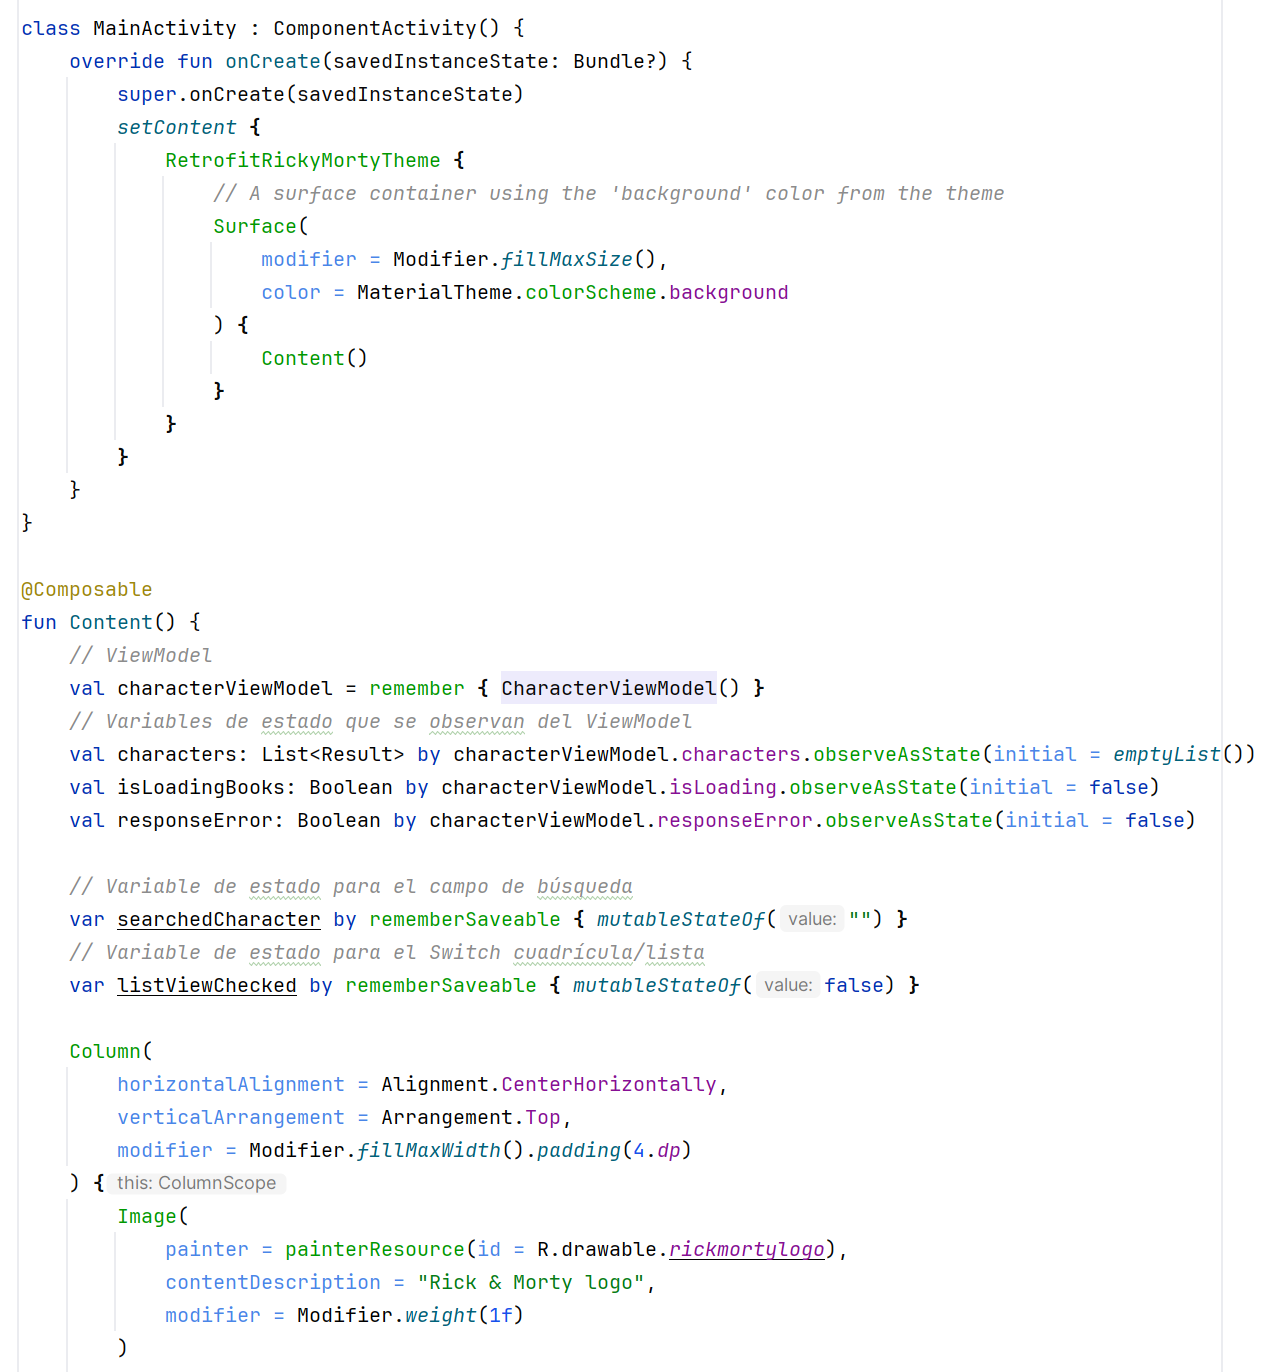 class MainActivity : ComponentActivity() {
    override fun onCreate(savedInstanceState: Bundle?) {
        super.onCreate(savedInstanceState)
        setContent {
            RetrofitRickyMortyTheme {
                // A surface container using the 'background' color from the theme
                Surface(
                    modifier = Modifier.fillMaxSize(),
                    color = MaterialTheme.colorScheme.background
                ) {
                    Content()
                }
            }
        }
    }
}

@Composable
fun Content() {
    // ViewModel
    val characterViewModel = remember { CharacterViewModel() }
    // Variables de estado que se observan del ViewModel
    val characters: List<Result> by characterViewModel.characters.observeAsState(initial = emptyList())
    val isLoadingBooks: Boolean by characterViewModel.isLoading.observeAsState(initial = false)
    val responseError: Boolean by characterViewModel.responseError.observeAsState(initial = false)

    // Variable de estado para el campo de búsqueda
    var searchedCharacter by rememberSaveable { mutableStateOf( value: "") }
    // Variable de estado para el Switch cuadrícula/lista
    var listViewChecked by rememberSaveable { mutableStateOf( value: false) }

    Column(
        horizontalAlignment = Alignment.CenterHorizontally,
        verticalArrangement = Arrangement.Top,
        modifier = Modifier.fillMaxWidth().padding(4.dp)
    ) { this: ColumnScope
        Image(
            painter = painterResource(id = R.drawable.rickmortylogo),
            contentDescription = "Rick & Morty logo",
            modifier = Modifier.weight(1f)
        )